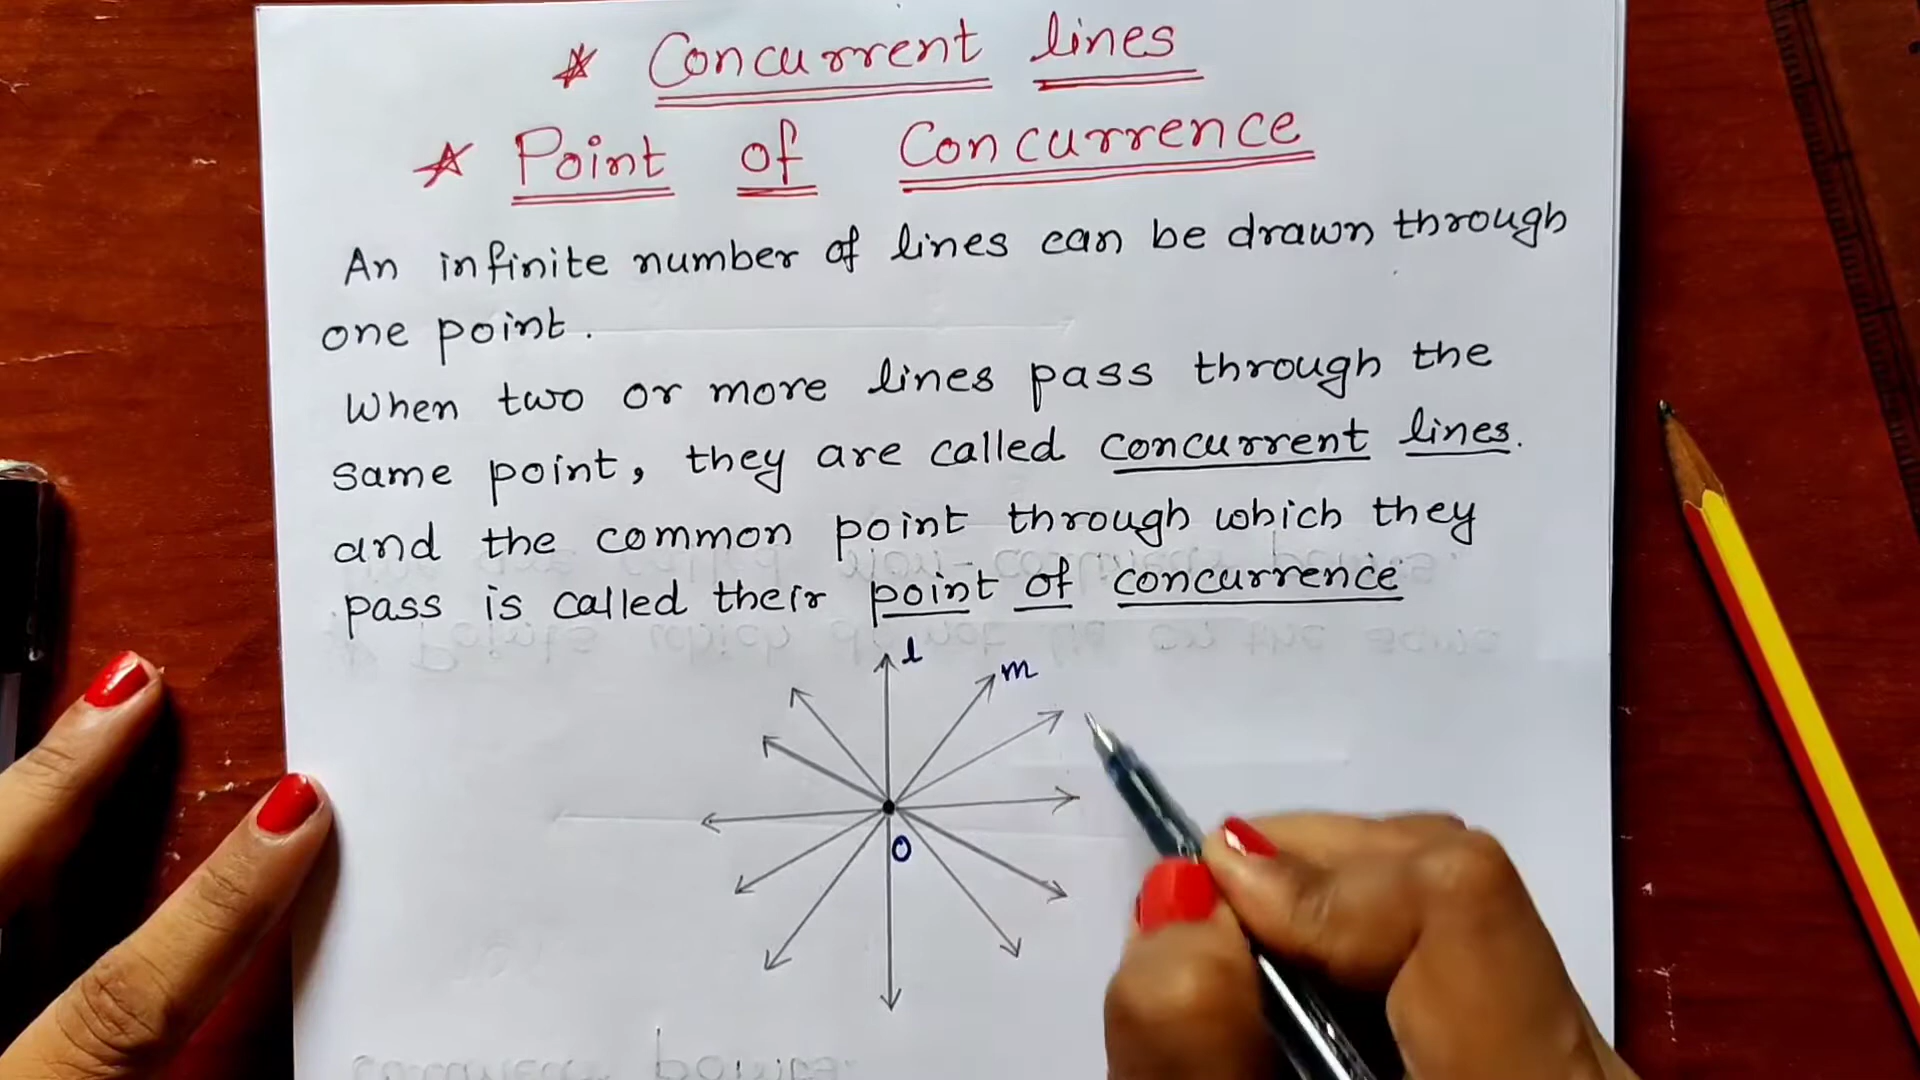 * Concurrent lines
* Point of Concurrence
An infinite number of lines can be drawn through
one point.
When two or more lines pass through the
same point, they are called concurrent lines.
and the common point through which they
pass is called their point of concurrence
l
m
O